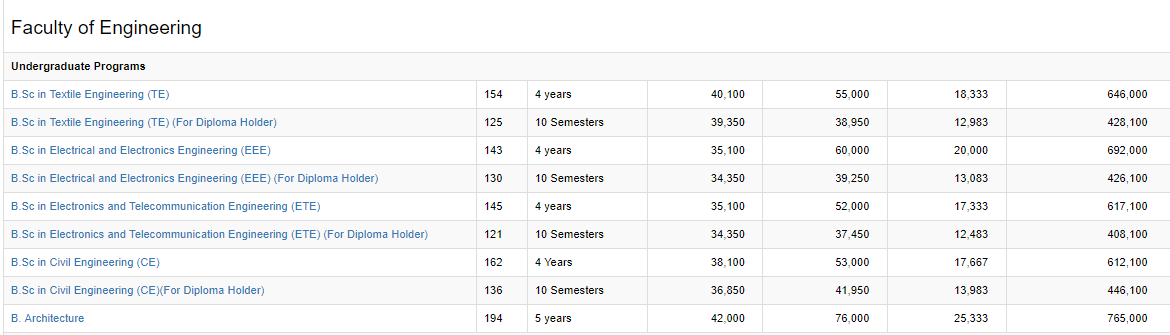 Faculty of Engineering
Undergraduate Programs
B.Sc in Textile Engineering (TE) 154 4 years 40,100 55,000 18,333 646,000
B.Sc in Textile Engineering (TE) (For Diploma Holder) 125 10 Semesters 39,350 38,950 12,983 428,100
B.Sc in Electrical and Electronics Engineering (EEE) 143 4 years 35,100 60,000 20,000 692,000
B.Sc in Electrical and Electronics Engineering (EEE) (For Diploma Holder) 130 10 Semesters 34,350 39,250 13,083 426,100
B.Sc in Electronics and Telecommunication Engineering (ETE) 145 4 years 35,100 52,000 17,333 617,100
B.Sc in Electronics and Telecommunication Engineering (ETE) (For Diploma Holder) 121 10 Semesters 34,350 37,450 12,483 408,100
B.Sc in Civil Engineering (CE) 162 4 Years 38,100 53,000 17,667 612,100
B.Sc in Civil Engineering (CE)(For Diploma Holder) 136 10 Semesters 36,850 41,950 13,983 446,100
B. Architecture 194 5 years 42,000 76,000 25,333 765,000